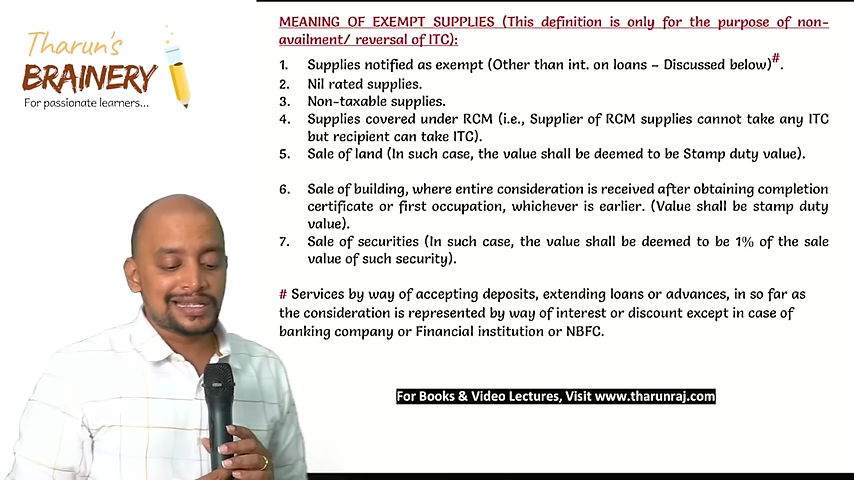 Tharun's
BRAINERY
For passionate learners...
MEANING OF EXEMPT SUPPLIES (This definition is only for the purpose of non-
availment/ reversal of ITC):
1. Supplies notified as exempt (Other than int. on loans – Discussed below)#.
2. Nil rated supplies.
3. Non-taxable supplies.
4. Supplies covered under RCM (i.e., Supplier of RCM supplies cannot take any ITC
but recipient can take ITC).
5. Sale of land (In such case, the value shall be deemed to be Stamp duty value).
6. Sale of building, where entire consideration is received after obtaining completion
certificate or first occupation, whichever is earlier. (Value shall be stamp duty
value).
7. Sale of securities (In such case, the value shall be deemed to be 1% of the sale
value of such security).
# Services by way of accepting deposits, extending loans or advances, in so far as
the consideration is represented by way of interest or discount except in case of
banking company or Financial institution or NBFC.
For Books & Video Lectures, Visit www.tharunraj.com